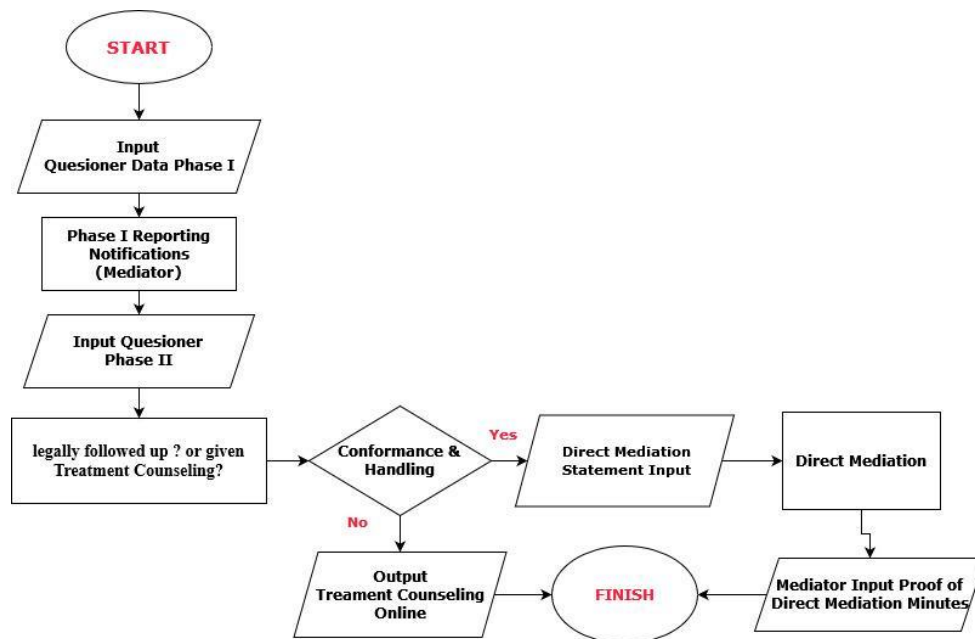 START
Input
Quesioner Data Phase I
Phase I Reporting
Notifications
(Mediator)
Input Quesioner
Phase II
legally followed up ? or given
Treatment Counseling?
Conformance &
Handling
Yes
Direct Mediation
Statement Input
Direct Mediation
No
Output
Treament Counseling
Online
FINISH
Mediator Input Proof of
Direct Mediation Minutes